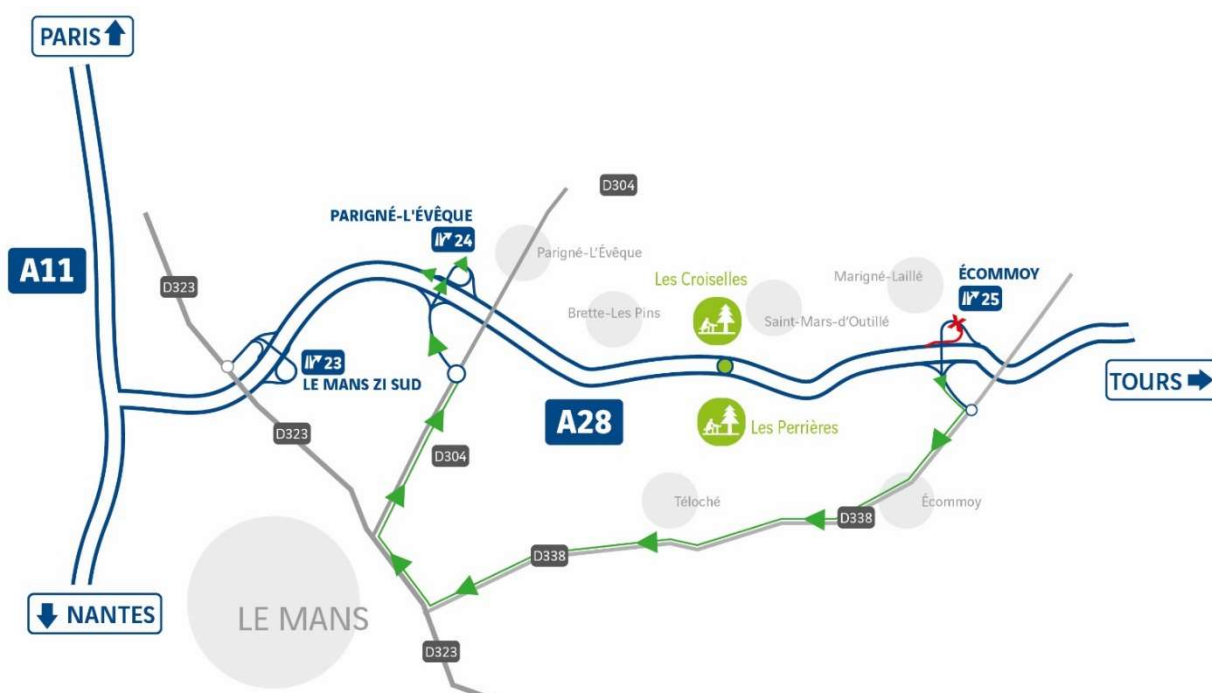 PARIS
D304
PARIGNÉ-L'ÉVÊQUE
24
Parigné-L'Évêque
A11
D323
Les Croiselles
Marigné-Laillé
ÉCOMMOY
25
Brette-Les Pins
Saint-Mars-d'Outillé
23
LE MANS ZI SUD
TOURS
A28
Les Perrières
D323
D304
Téloché
Écommoy
D338
D338
NANTES
LE MANS
D323